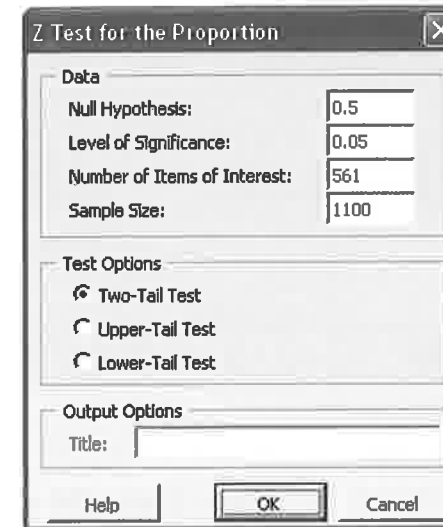 Z Test for the Proportion
Data
Null Hypothesis: 0.5
Level of Significance: 0.05
Number of Items of Interest: 561
Sample Size: 1100
Test Options
Two-Tail Test
Upper-Tail Test
Lower-Tail Test
Output Options
Title:
Help OK Cancel